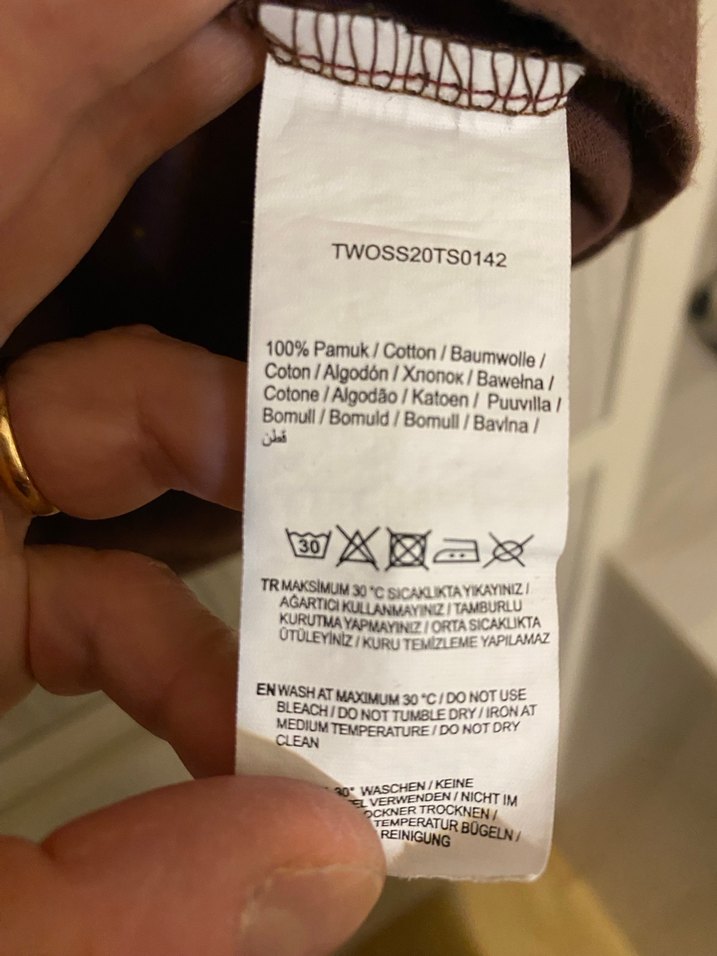 TWOSS20TS0142
100% Pamuk / Cotton / Baumwolle /
Coton / Algodón / Хлопок / Bawełna /
Cotone / Algodão / Katoen / Puuvilla /
Bomull / Bomuld / Bomull / Bavlna /
قطن
30
TR MAKSİMUM 30 °C SICAKLIKTA YIKAYINIZ /
AĞARTICI KULLANMAYINIZ / TAMBURLU
KURUTMA YAPMAYINIZ / ORTA SICAKLIKTA
ÜTÜLEYİNİZ / KURU TEMİZLEME YAPILAMAZ
EN WASH AT MAXIMUM 30 °C / DO NOT USE
BLEACH / DO NOT TUMBLE DRY / IRON AT
MEDIUM TEMPERATURE / DO NOT DRY
CLEAN
30° WASCHEN / KEINE
VERWENDEN / NICHT IM
TROCKNEN /
TEMPERATUR BÜGELN /
REINIGUNG